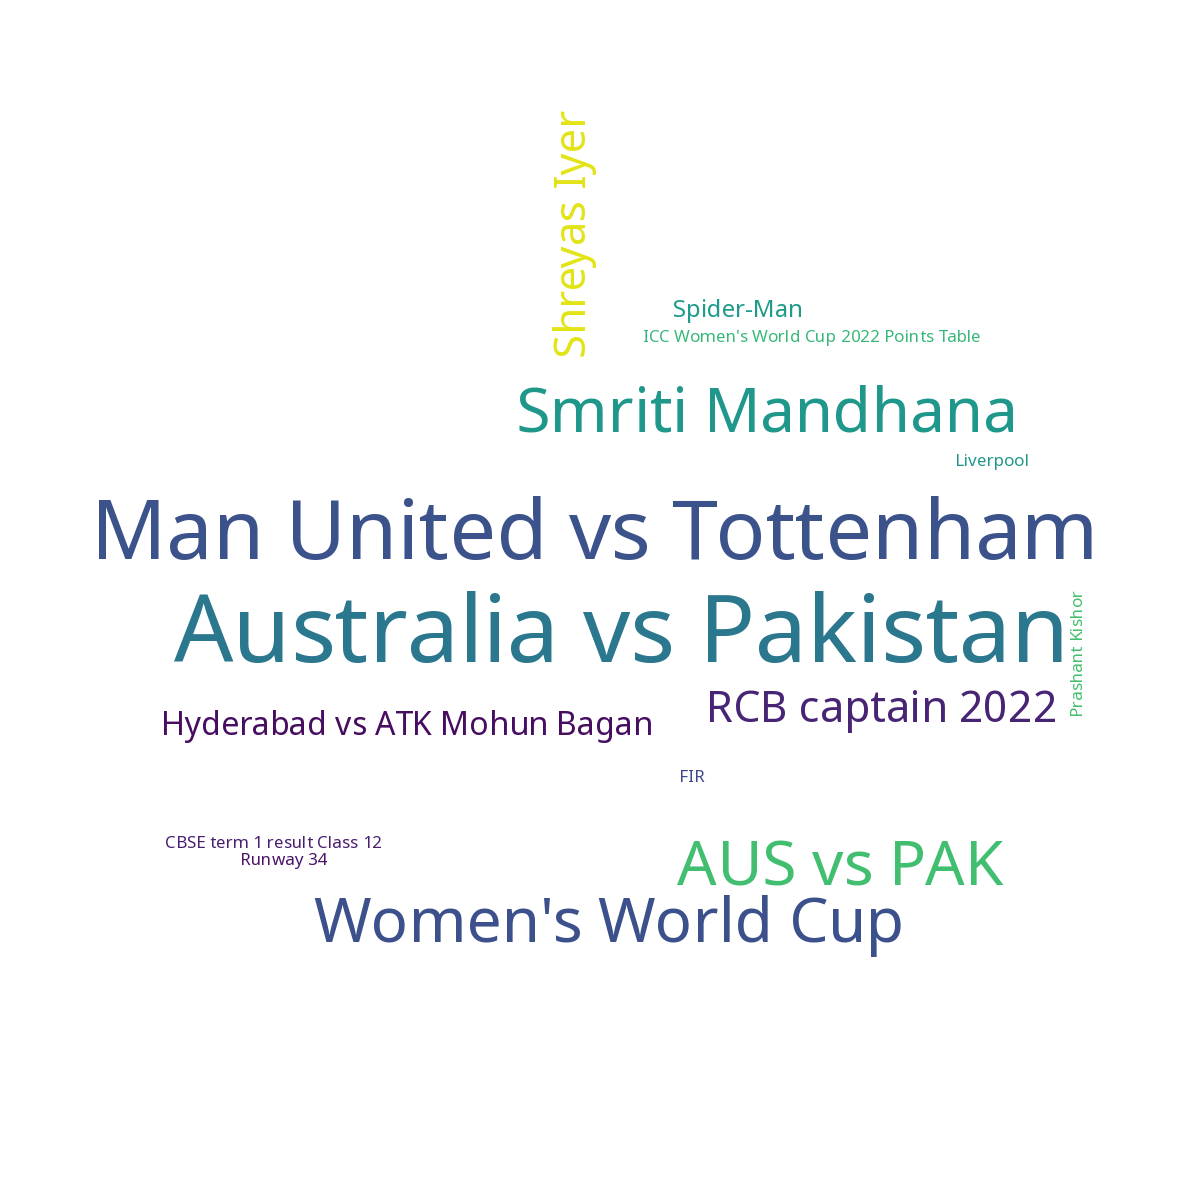 Shreyas Iyer
Spider-Man
ICC Women's World Cup 2022 Points Table
Smriti Mandhana
Liverpool
Man United vs Tottenham
Australia vs Pakistan
Prashant Kishor
RCB captain 2022
Hyderabad vs ATK Mohun Bagan
FIR
CBSE term 1 result Class 12
Runway 34
AUS vs PAK
Women's World Cup